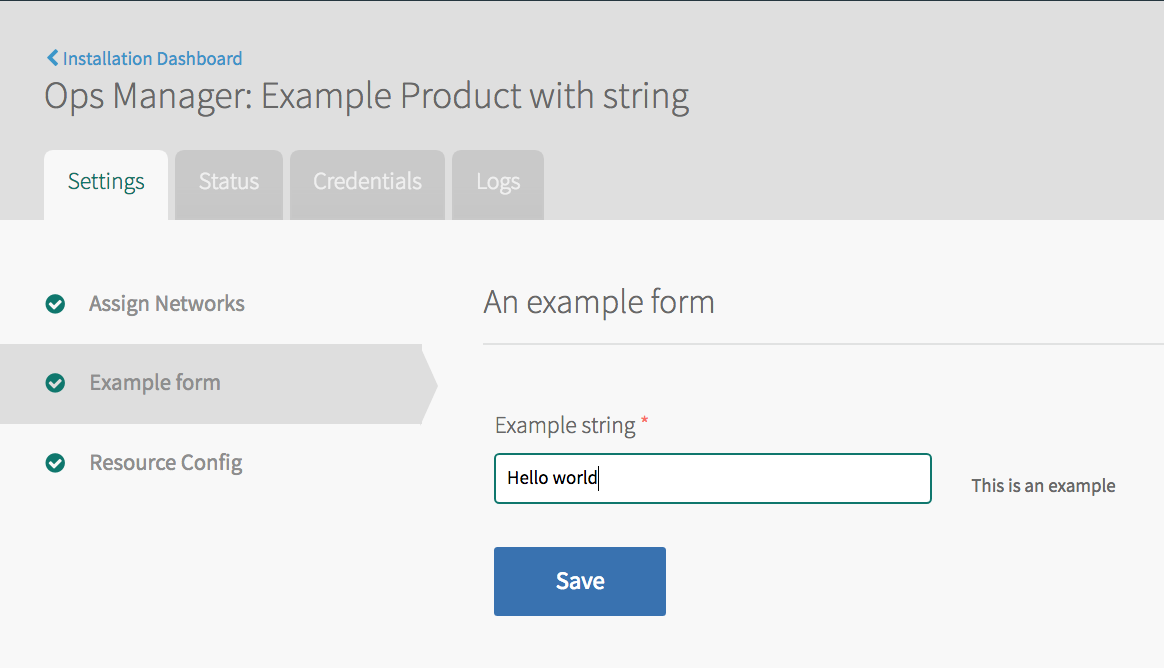 Installation Dashboard
Ops Manager: Example Product with string
Settings
Status
Credentials
Logs
Assign Networks
Example form
Resource Config
An example form
Example string *
Hello world
This is an example
Save